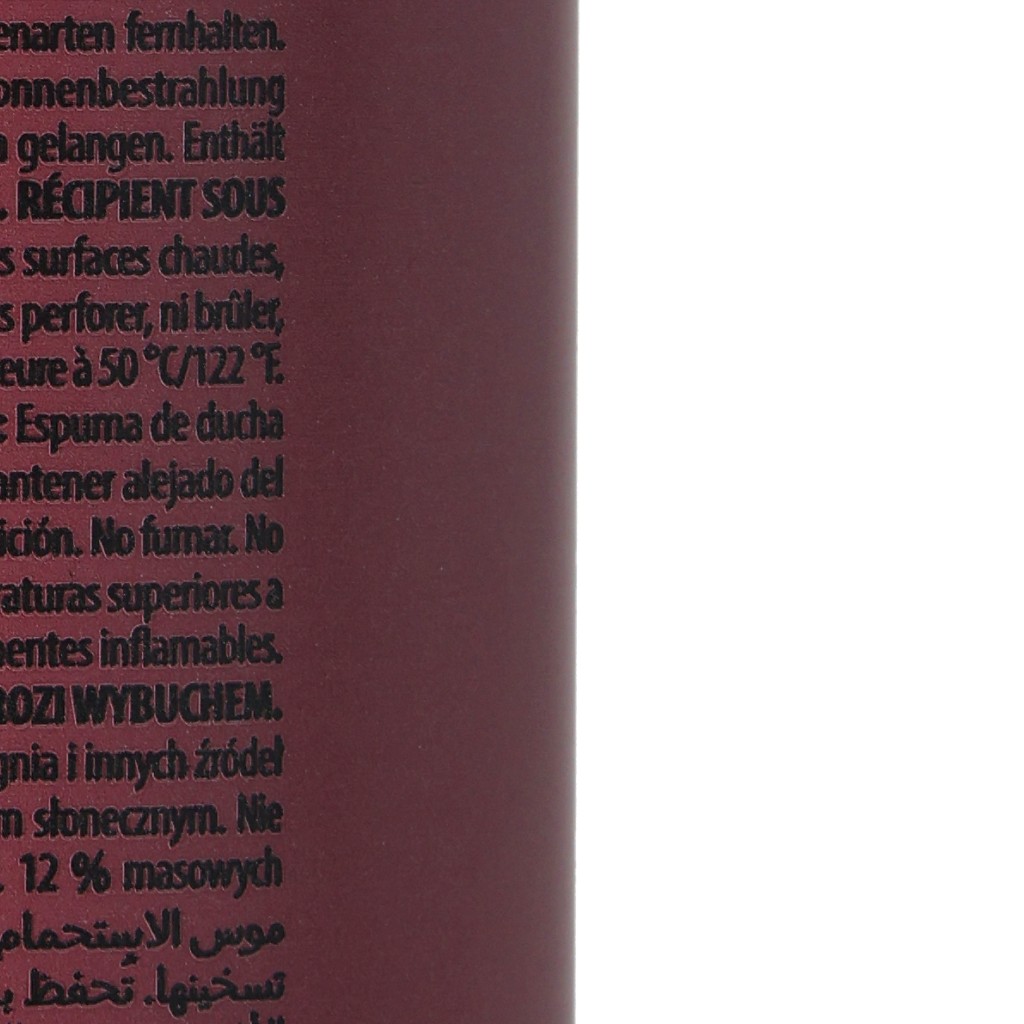 enarten fernhalten.
onnenbestrahlung
gelangen. Enthält
. RÉCIPIENT SOUS
s surfaces chaudes,
s perforer, ni brûler,
eure à 50 °C/122 °F.
: Espuma de ducha
antener alejado del
ición. No fumar. No
raturas superiores a
nentes inflamables.
ROZI WYBUCHEM.
gnia i innych źródeł
m słonecznym. Nie
. 12 % masowych
موس الاستحمام
تسخينها. تحفظ ب